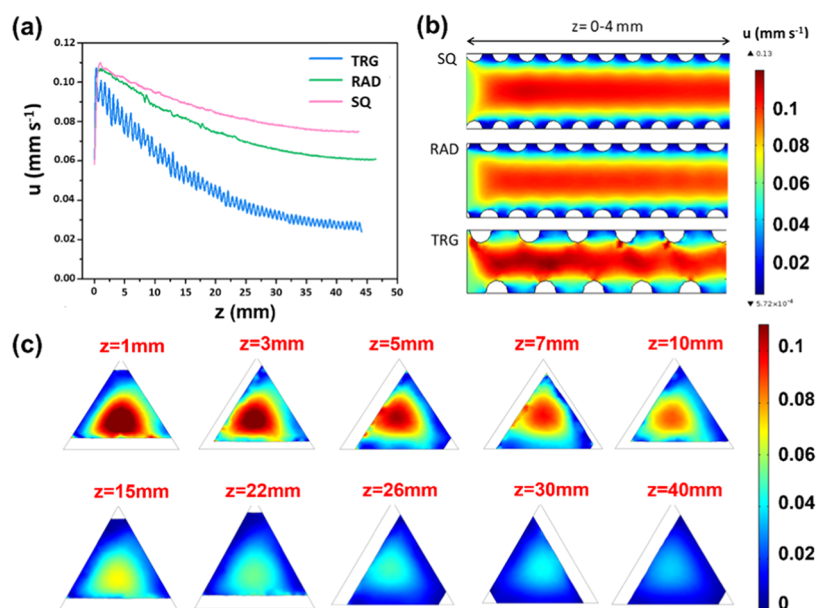 (a)
0.12
0.10
0.08
0.06
0.04
0.02
0.00
u (mm s⁻¹)
TRG
RAD
SQ
0 5 10 15 20 25 30 35 40 45 50
z (mm)
(b)
z= 0-4 mm
SQ
RAD
TRG
u (mm s⁻¹)
▲ 0.13
0.1
0.08
0.06
0.04
0.02
▼ 5.72×10⁻⁴
(c)
z=1mm z=3mm z=5mm z=7mm z=10mm
z=15mm z=22mm z=26mm z=30mm z=40mm
0.1
0.08
0.06
0.04
0.02
0